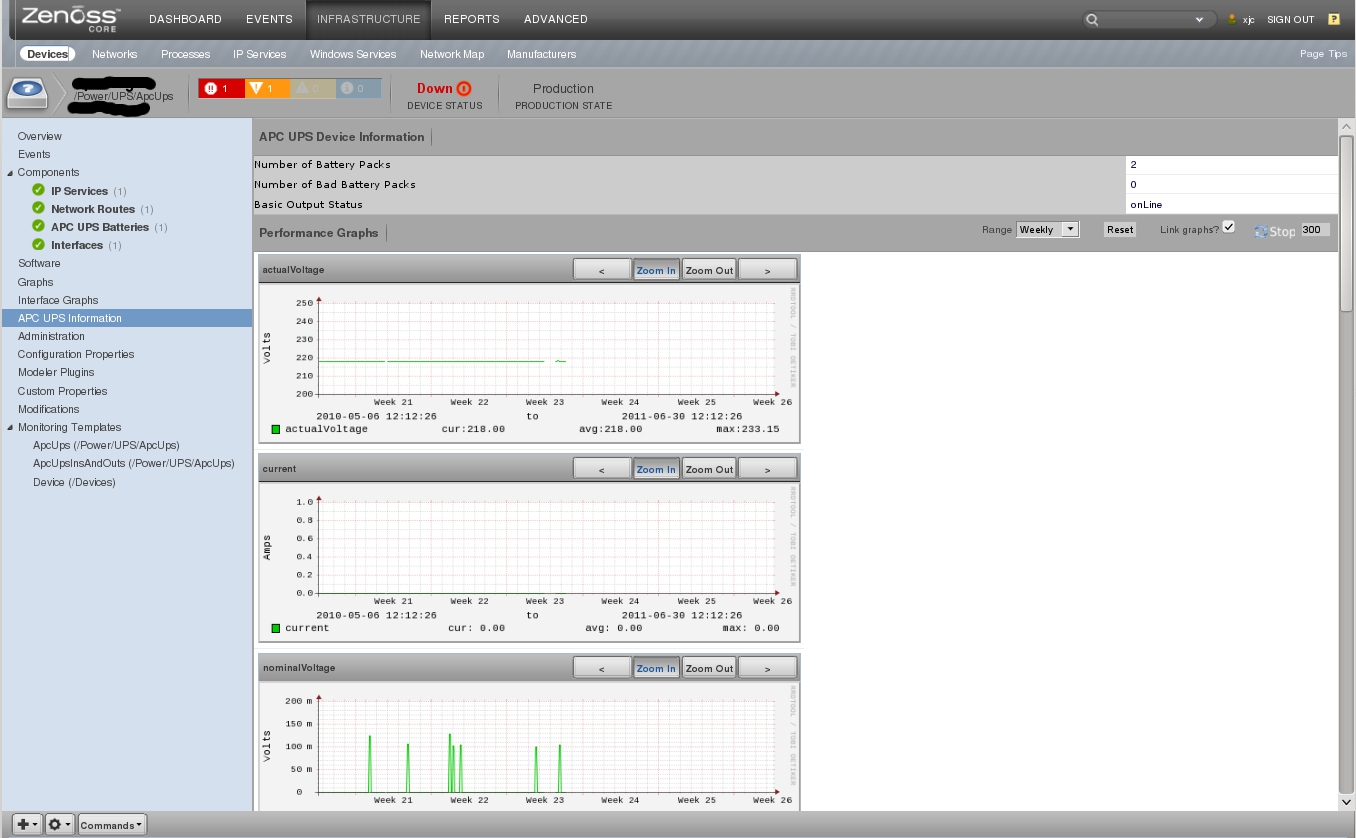 Zenoss CORE DASHBOARD EVENTS INFRASTRUCTURE REPORTS ADVANCED xjc SIGN OUT ?
Devices Networks Processes IP Services Windows Services Network Map Manufacturers Page Tips
/Power/UPS/ApcUps 1 1 0 0 Down Production
DEVICE STATUS PRODUCTION STATE
Overview
Events
Components
IP Services (1)
Network Routes (1)
APC UPS Batteries (1)
Interfaces (1)
Software
Graphs
Interface Graphs
APC UPS Information
Administration
Configuration Properties
Modeler Plugins
Custom Properties
Modifications
Monitoring Templates
ApcUps (/Power/UPS/ApcUps)
ApcUpsInsAndOuts (/Power/UPS/ApcUps)
Device (/Devices)
APC UPS Device Information
Number of Battery Packs 2
Number of Bad Battery Packs 0
Basic Output Status onLine
Performance Graphs Range Weekly Reset Link graphs? Stop 300
actualVoltage < Zoom In Zoom Out >
RRDTOOL / TOBI OETIKER
Volts
250
240
230
220
210
200
Week 21 Week 22 Week 23 Week 24 Week 25 Week 26
2010-05-06 12:12:26 to 2011-06-30 12:12:26
actualVoltage cur:218.00 avg:218.00 max:233.15
current < Zoom In Zoom Out >
RRDTOOL / TOBI OETIKER
Amps
1.0
0.8
0.6
0.4
0.2
0.0
Week 21 Week 22 Week 23 Week 24 Week 25 Week 26
2010-05-06 12:12:26 to 2011-06-30 12:12:26
current cur: 0.00 avg: 0.00 max: 0.00
nominalVoltage < Zoom In Zoom Out >
RRDTOOL / TOBI OETIKER
Volts
200 m
150 m
100 m
50 m
0
Week 21 Week 22 Week 23 Week 24 Week 25 Week 26
Commands